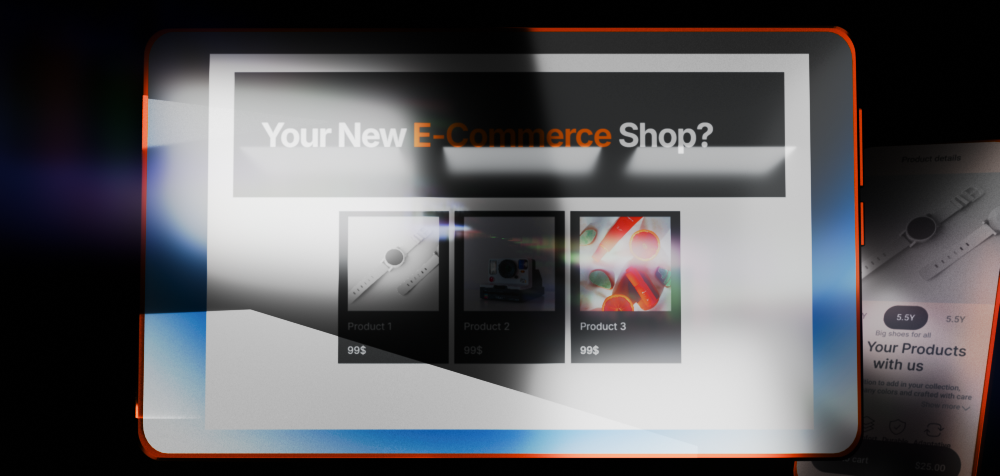 Your New E-Commerce Shop?
Product 1
99$
Product 2
99$
Product 3
99$
Product details
5.5Y
5.5Y
Big shoes for all
Your Products
with us
to add in your collection,
colors and crafted with care
Show more
$25.00